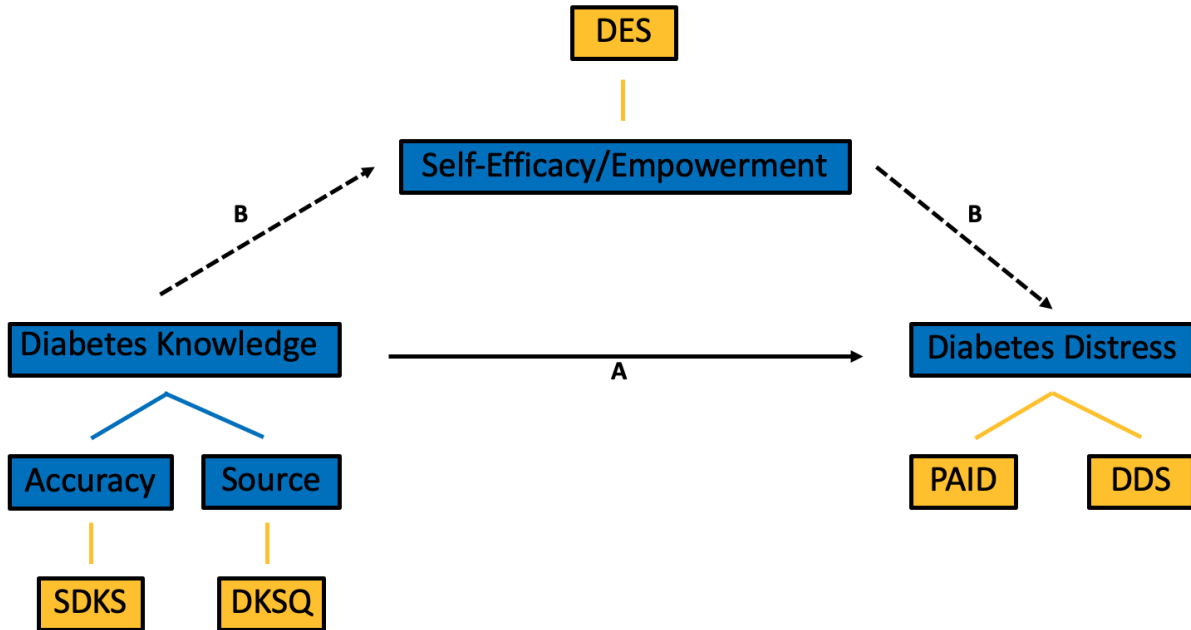 DES
Self-Efficacy/Empowerment
B
B
Diabetes Knowledge
A
Diabetes Distress
Accuracy
Source
PAID
DDS
SDKS
DKSQ